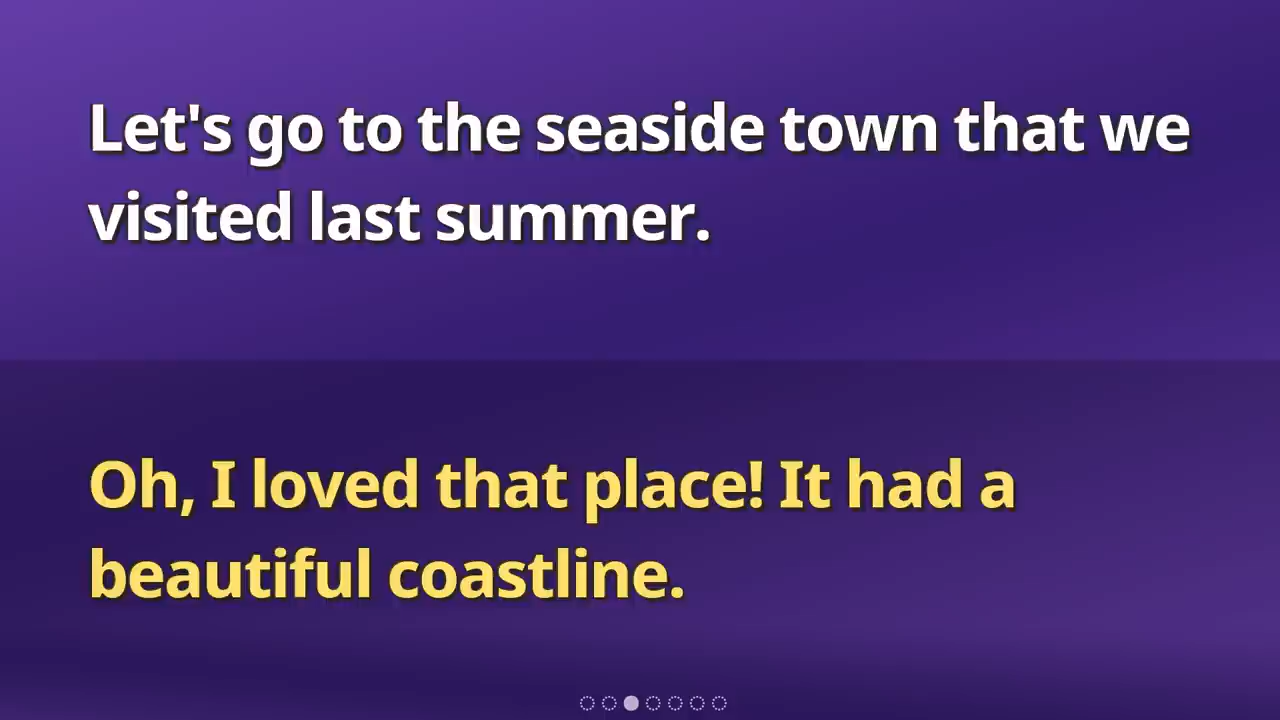 Let's go to the seaside town that we
visited last summer.
Oh, I loved that place! It had a
beautiful coastline.